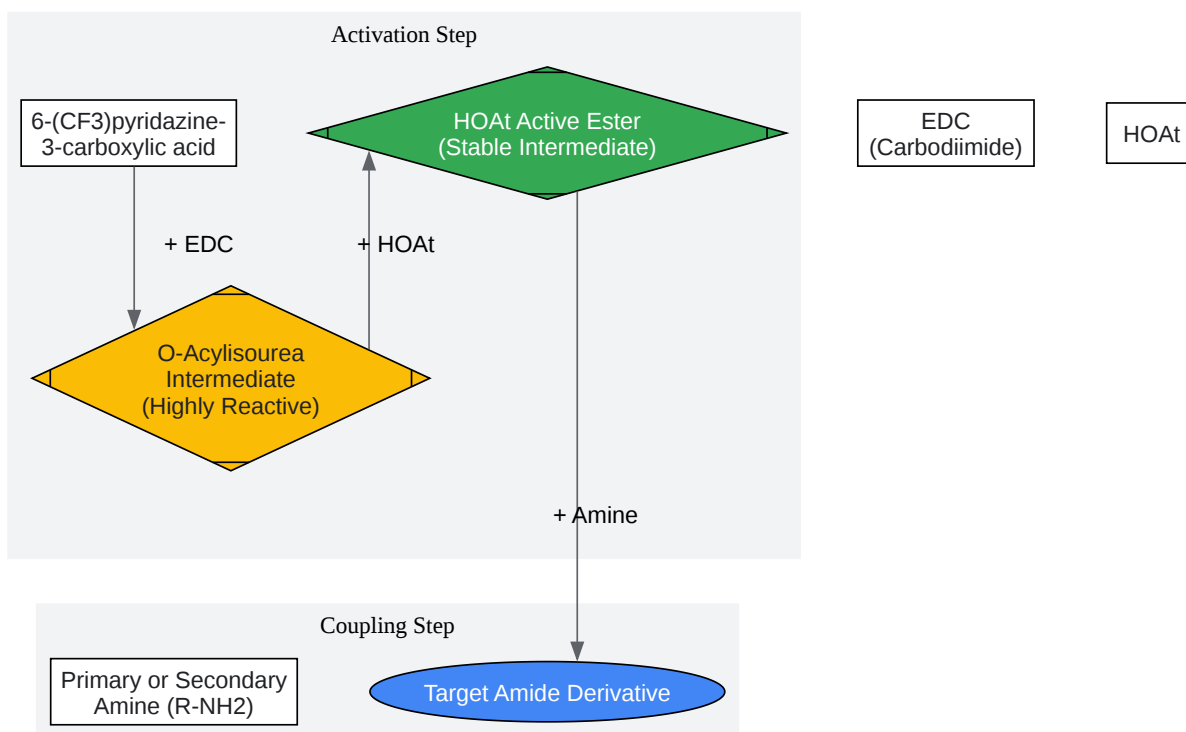 Activation Step
6-(CF3)pyridazine-
3-carboxylic acid
HOAt Active Ester
(Stable Intermediate)
EDC
(Carbodiimide)
HOAt
+ EDC
+ HOAt
O-Acylisourea
Intermediate
(Highly Reactive)
+ Amine
Coupling Step
Primary or Secondary
Amine (R-NH2)
Target Amide Derivative